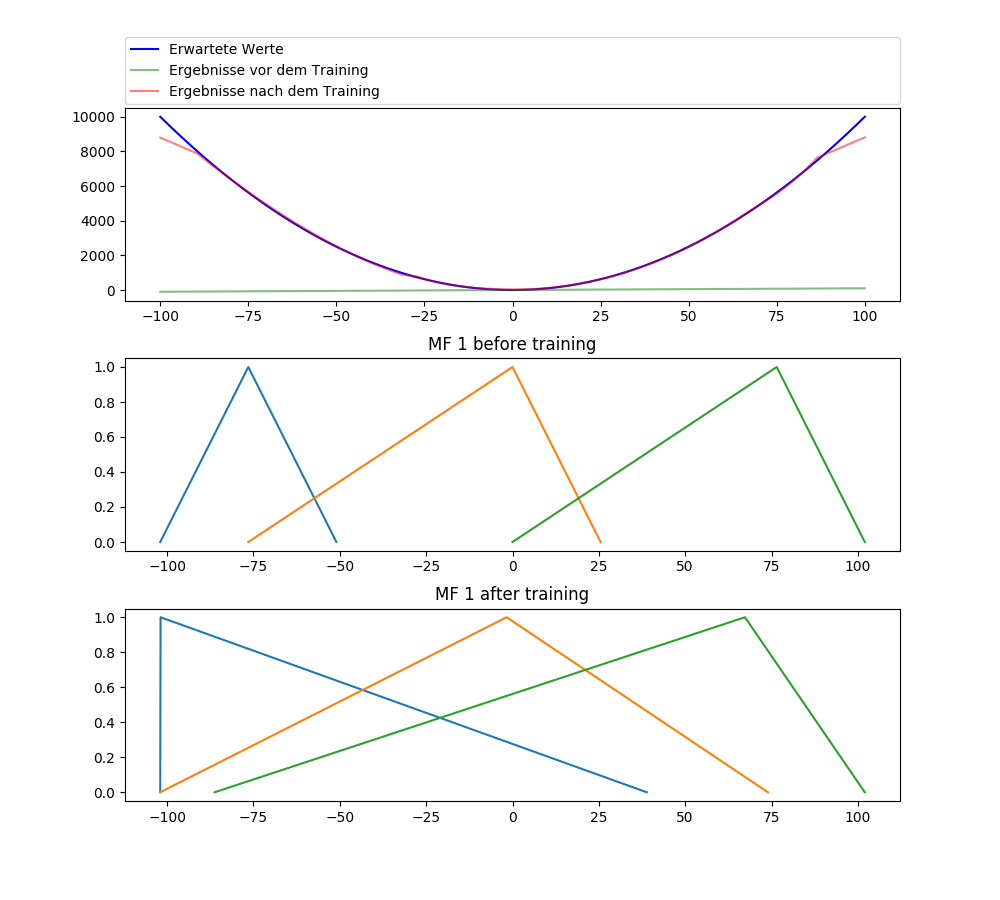 Erwartete Werte
Ergebnisse vor dem Training
Ergebnisse nach dem Training
10000
8000
6000
4000
2000
0
−100 −75 −50 −25 0 25 50 75 100
MF 1 before training
1.0
0.8
0.6
0.4
0.2
0.0
−100 −75 −50 −25 0 25 50 75 100
MF 1 after training
1.0
0.8
0.6
0.4
0.2
0.0
−100 −75 −50 −25 0 25 50 75 100